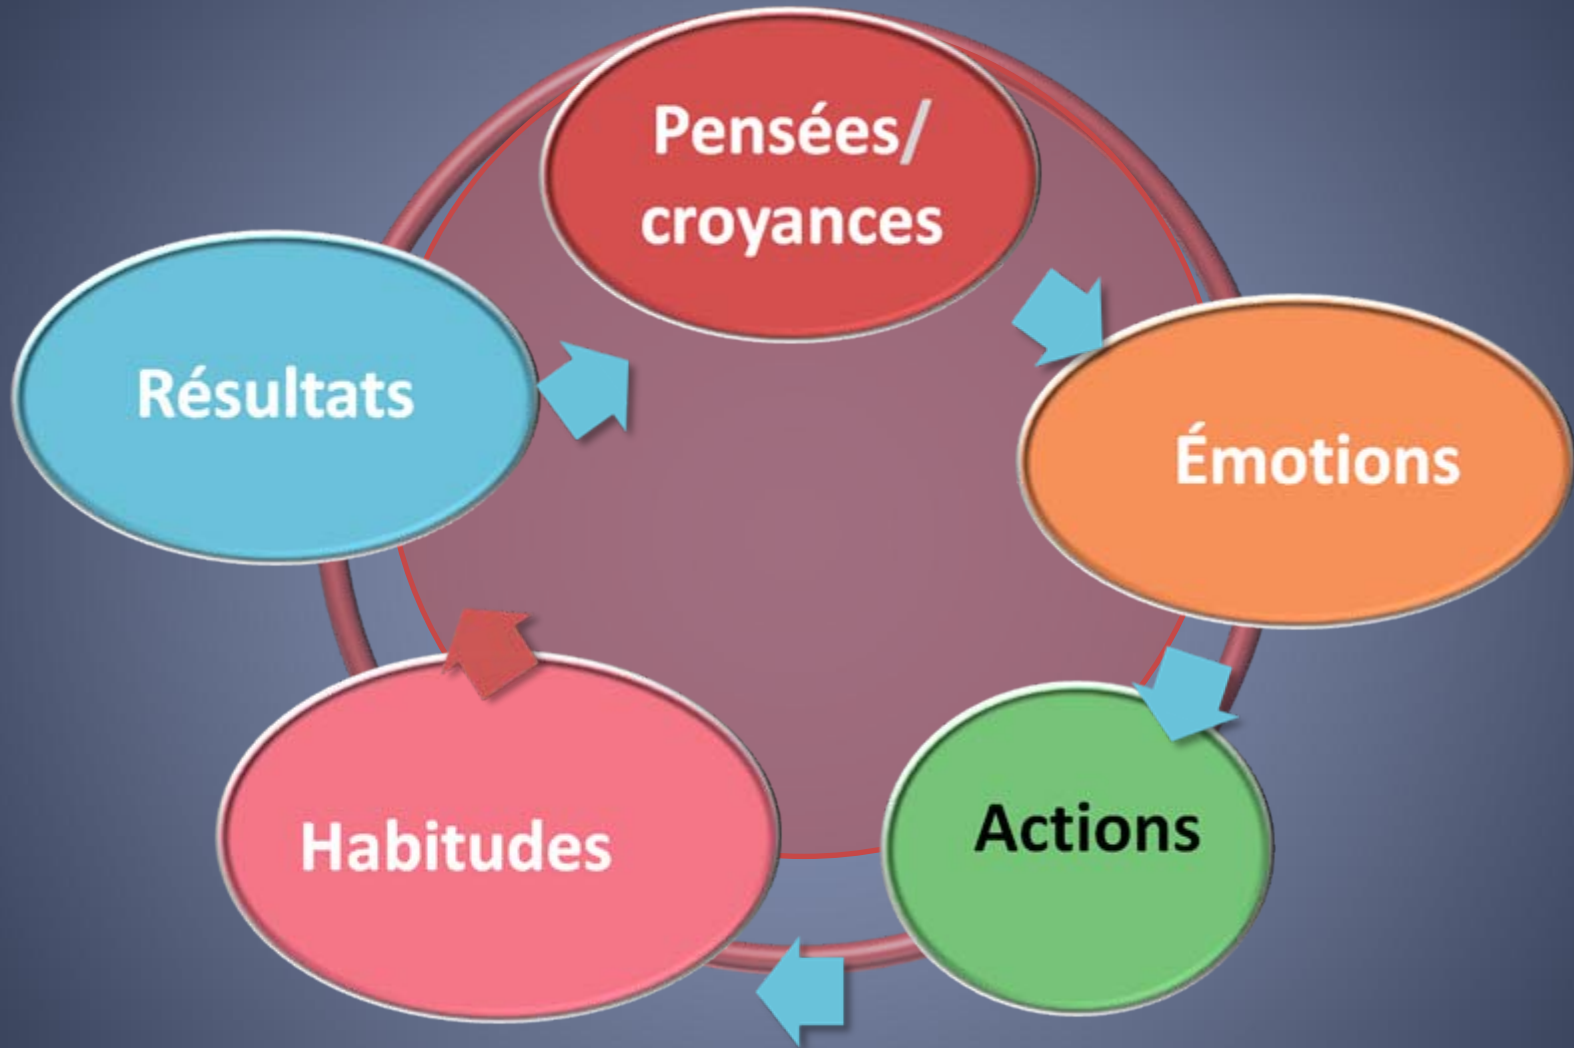 Pensées/
croyances
Émotions
Actions
Habitudes
Résultats